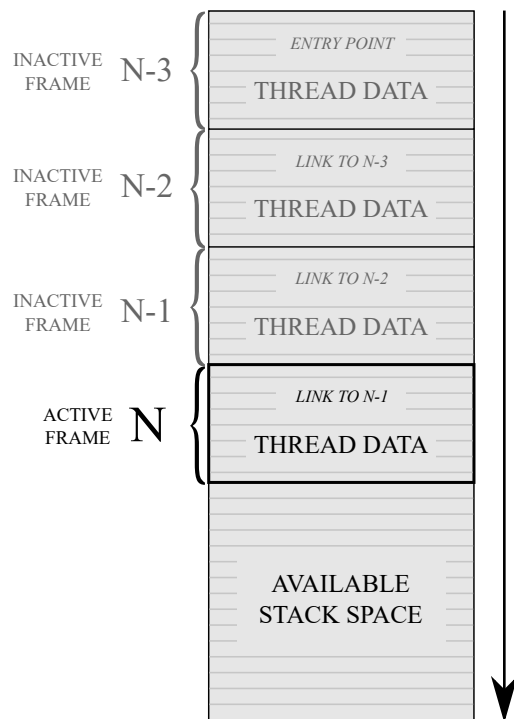 ENTRY POINT
INACTIVE
FRAME
N-3
THREAD DATA
LINK TO N-3
INACTIVE
FRAME
N-2
THREAD DATA
LINK TO N-2
INACTIVE
FRAME
N-1
THREAD DATA
LINK TO N-1
ACTIVE
FRAME
N
THREAD DATA
AVAILABLE
STACK SPACE